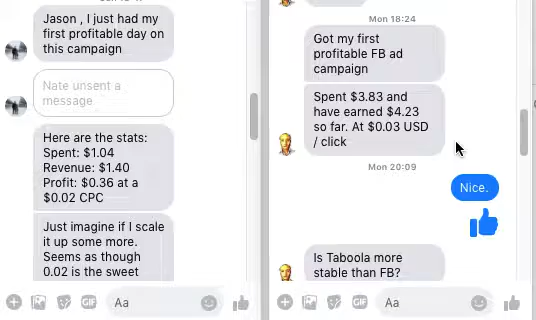 Jason , I just had my
first profitable day on
this campaign
Nate unsent a
message
Here are the stats:
Spent: $1.04
Revenue: $1.40
Profit: $0.36 at a
$0.02 CPC
Just imagine if I scale
it up some more.
Seems as though
0.02 is the sweet
GIF
Aa
Mon 18:24
Got my first
profitable FB ad
campaign
Spent $3.83 and
have earned $4.23
so far. At $0.03 USD
/ click
Mon 20:09
Nice.
Is Taboola more
stable than FB?
GIF
Aa